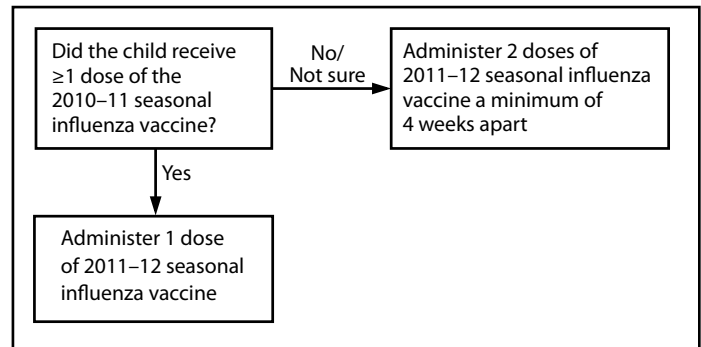 Did the child receive
≥1 dose of the
2010–11 seasonal
influenza vaccine?
No/
Not sure
Administer 2 doses of
2011–12 seasonal influenza
vaccine a minimum of
4 weeks apart
Yes
Administer 1 dose
of 2011–12 seasonal
influenza vaccine